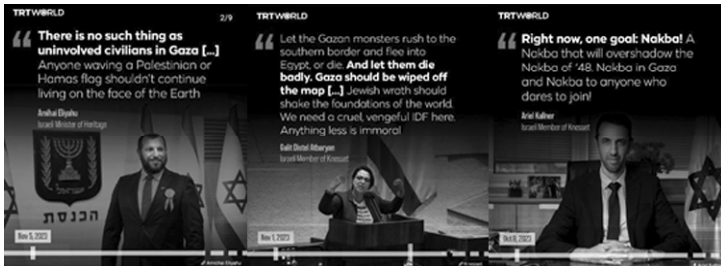 TRTWORLD
2/9
There is no such thing as
uninvolved civilians in Gaza [...]
Anyone waving a Palestinian or
Hamas flag shouldn't continue
living on the face of the Earth
Amihai Eliyahu
Israeli Minister of Heritage
הכנסת
Nov 5, 2023
Amichai Eliyahu
TRTWORLD
Let the Gazan monsters rush to the
southern border and flee into
Egypt, or die. And let them die
badly. Gaza should be wiped off
the map [...] Jewish wrath should
shake the foundations of the world.
We need a cruel, vengeful IDF here.
Anything less is immoral
Galit Distel Atbaryan
Israeli Member of Knesset
Nov 1, 2023
Knesset
TRTWORLD
Right now, one goal: Nakba! A
Nakba that will overshadow the
Nakba of '48. Nakba in Gaza
and Nakba to anyone who
dares to join!
Ariel Kallner
Israeli Member of Knesset
Oct 8, 2023